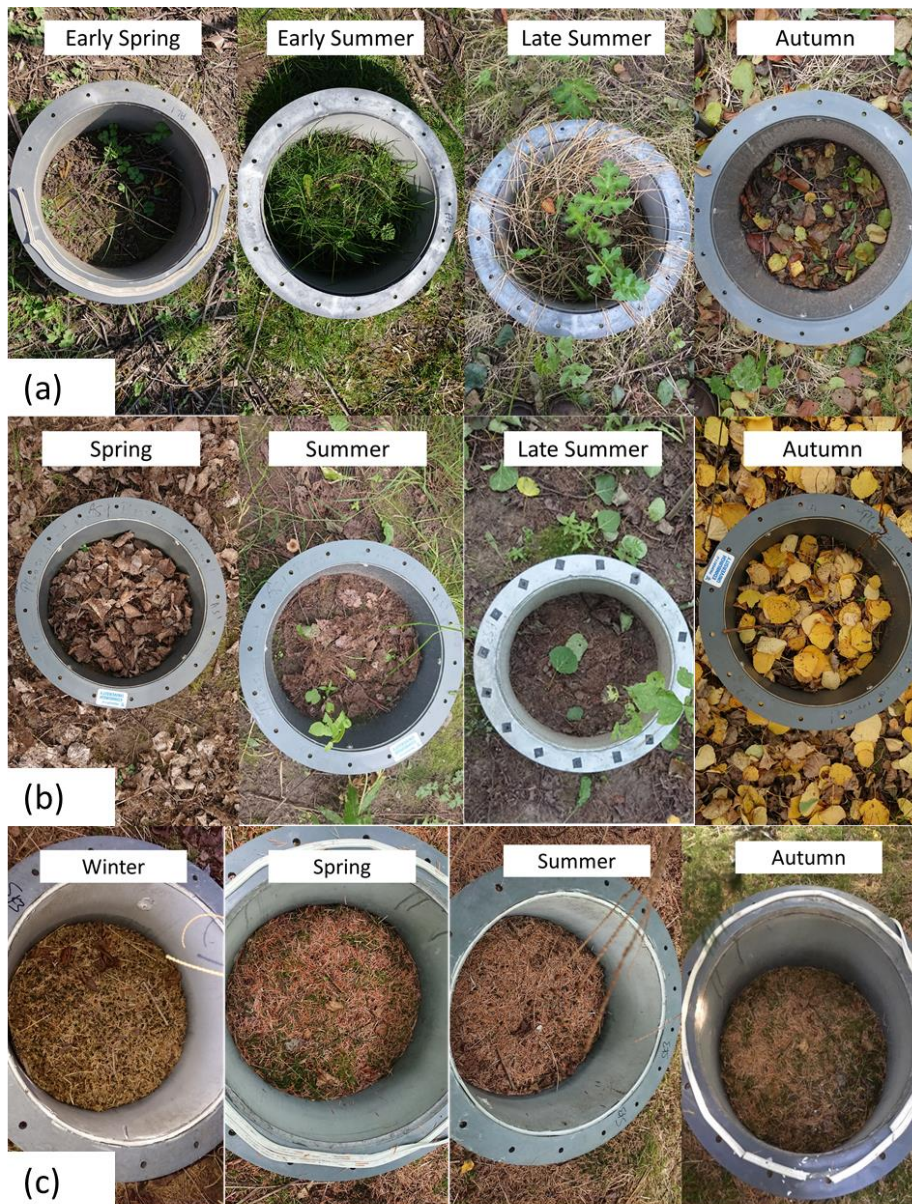 Early Spring
Early Summer
Late Summer
Autumn
(a)
Spring
Summer
Late Summer
Autumn
(b)
Winter
Spring
Summer
Autumn
(c)